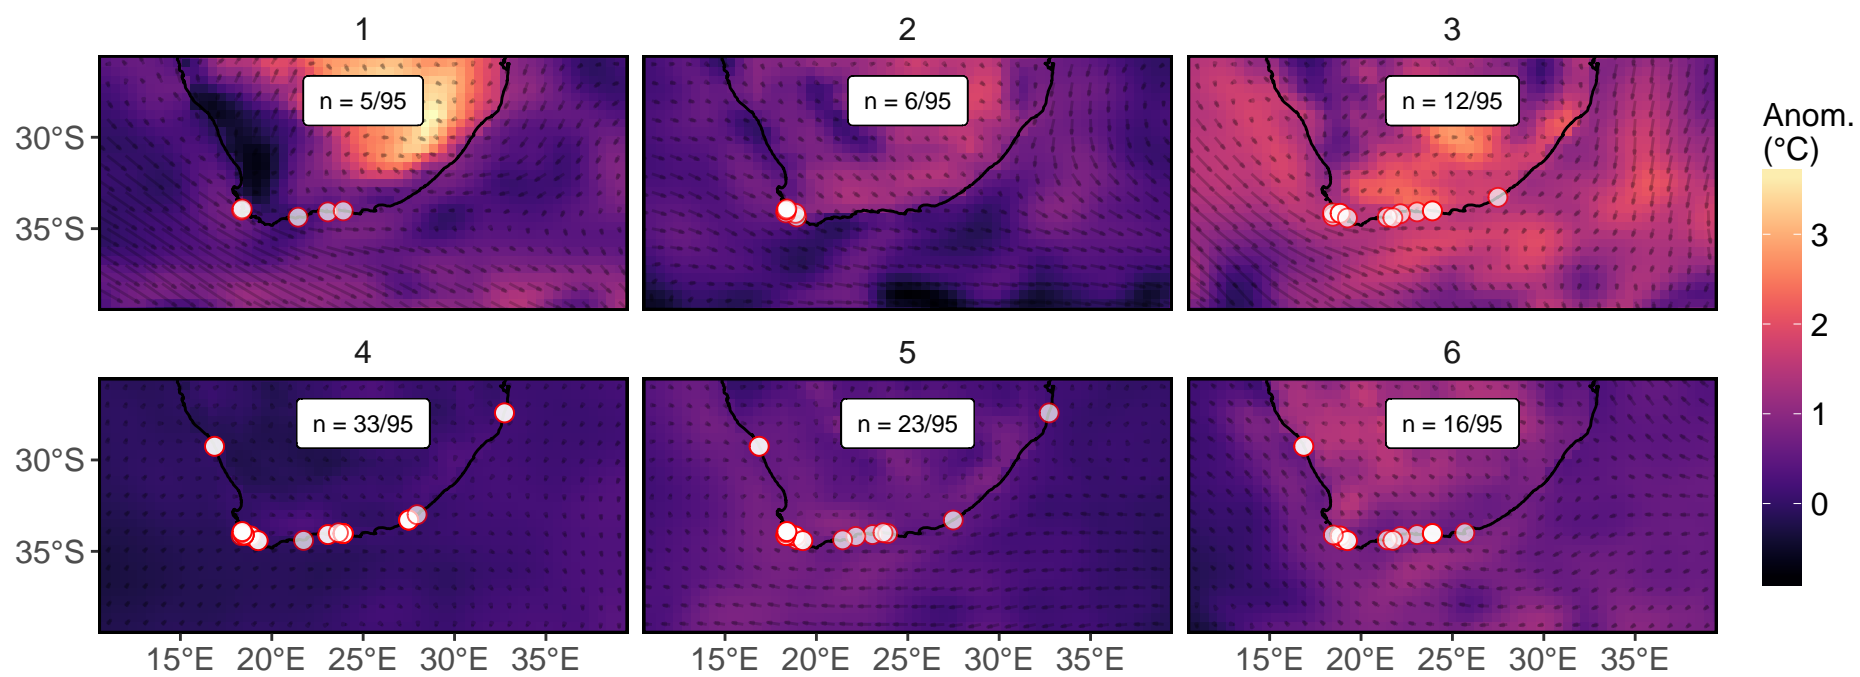 1
2
3
n = 5/95
n = 6/95
n = 12/95
30°S
35°S
Anom.
(°C)
3
2
1
0
4
5
6
n = 33/95
n = 23/95
n = 16/95
30°S
35°S
15°E 20°E 25°E 30°E 35°E
15°E 20°E 25°E 30°E 35°E
15°E 20°E 25°E 30°E 35°E